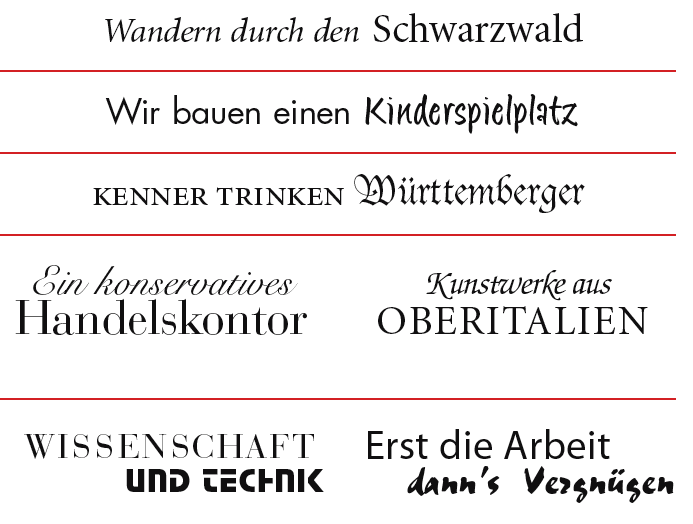 Wandern durch den Schwarzwald
Wir bauen einen Kinderspielplatz
KENNER TRINKEN Württemberger
Ein konservatives
Handelskontor
Kunstwerke aus
OBERITALIEN
WISSENSCHAFT
UND TECHNIK
Erst die Arbeit
dann's Vergnügen